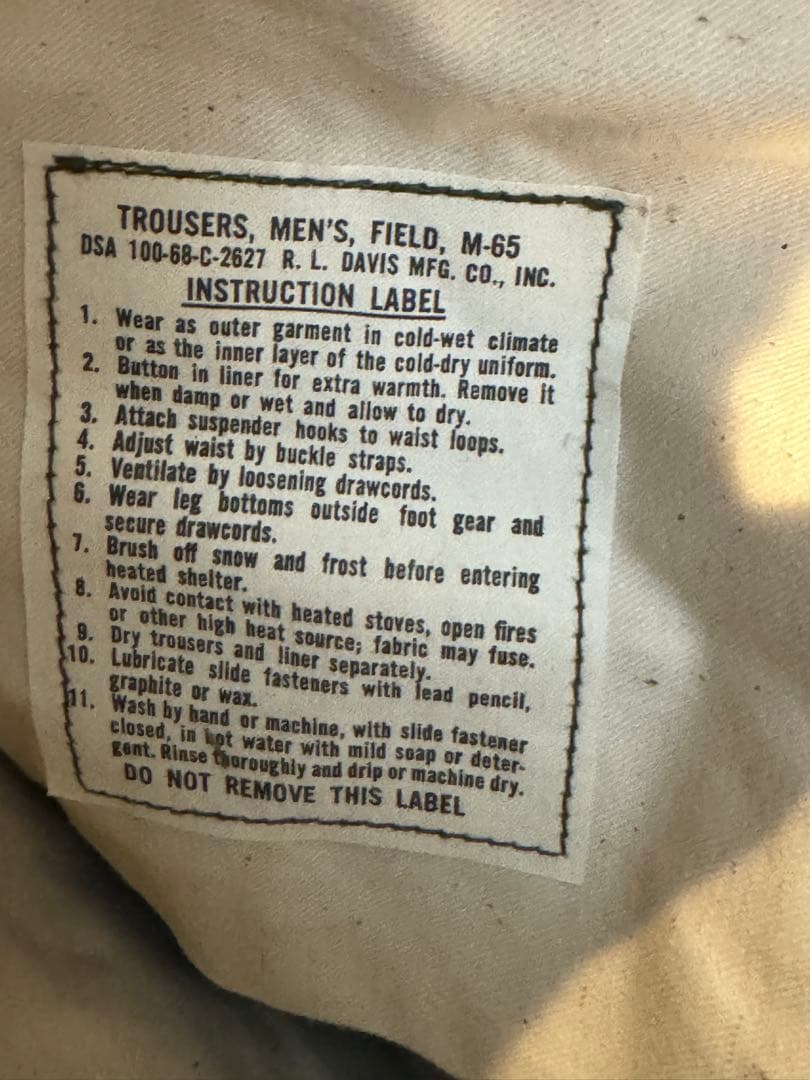 TROUSERS, MEN'S, FIELD, M-65
DSA 100-68-C-2627 R. L. DAVIS MFG. CO., INC.
INSTRUCTION LABEL
1. Wear as outer garment in cold-wet climate
or as the inner layer of the cold-dry uniform.
2. Button in liner for extra warmth. Remove it
when damp or wet and allow to dry.
3. Attach suspender hooks to waist loops.
4. Adjust waist by buckle straps.
5. Ventilate by loosening drawcords.
6. Wear leg bottoms outside foot gear and
secure drawcords.
7. Brush off snow and frost before entering
heated shelter.
8. Avoid contact with heated stoves, open fires
or other high heat source; fabric may fuse.
9. Dry trousers and liner separately.
10. Lubricate slide fasteners with lead pencil,
graphite or wax.
11. Wash by hand or machine, with slide fastener
closed, in hot water with mild soap or deter-
gent. Rinse thoroughly and drip or machine dry.
DO NOT REMOVE THIS LABEL